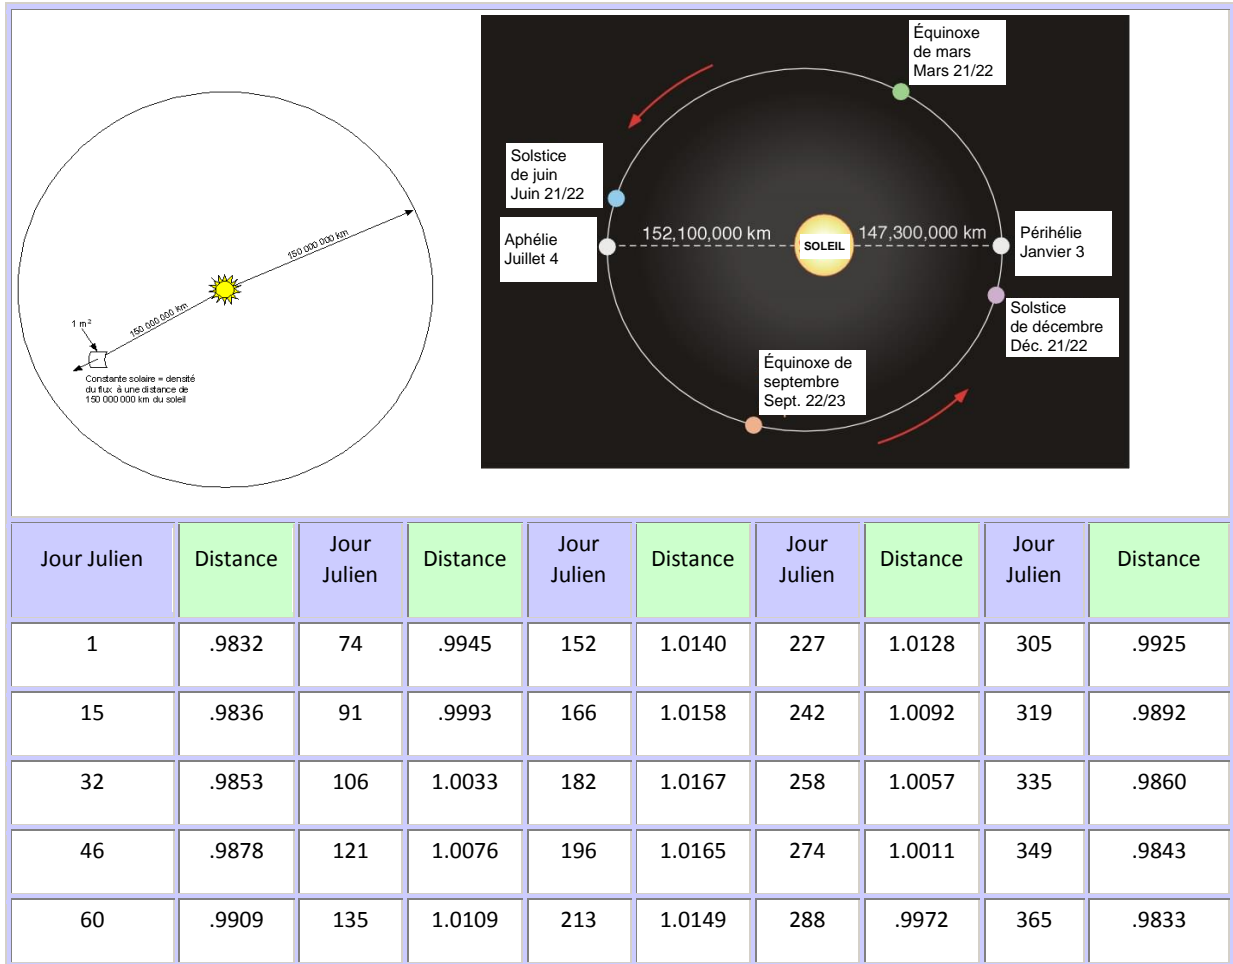 150 000 000 km
150 000 000 km
1 m²
Constante solaire = densité
du flux à une distance de
150 000 000 km du soleil
Équinoxe
de mars
Mars 21/22
Solstice
de juin
Juin 21/22
Aphélie
Juillet 4
152,100,000 km
SOLEIL
147,300,000 km
Périhélie
Janvier 3
Solstice
de décembre
Déc. 21/22
Équinoxe de
septembre
Sept. 22/23
Jour Julien Distance Jour Julien Distance Jour Julien Distance Jour Julien Distance Jour Julien Distance
1 .9832 74 .9945 152 1.0140 227 1.0128 305 .9925
15 .9836 91 .9993 166 1.0158 242 1.0092 319 .9892
32 .9853 106 1.0033 182 1.0167 258 1.0057 335 .9860
46 .9878 121 1.0076 196 1.0165 274 1.0011 349 .9843
60 .9909 135 1.0109 213 1.0149 288 .9972 365 .9833